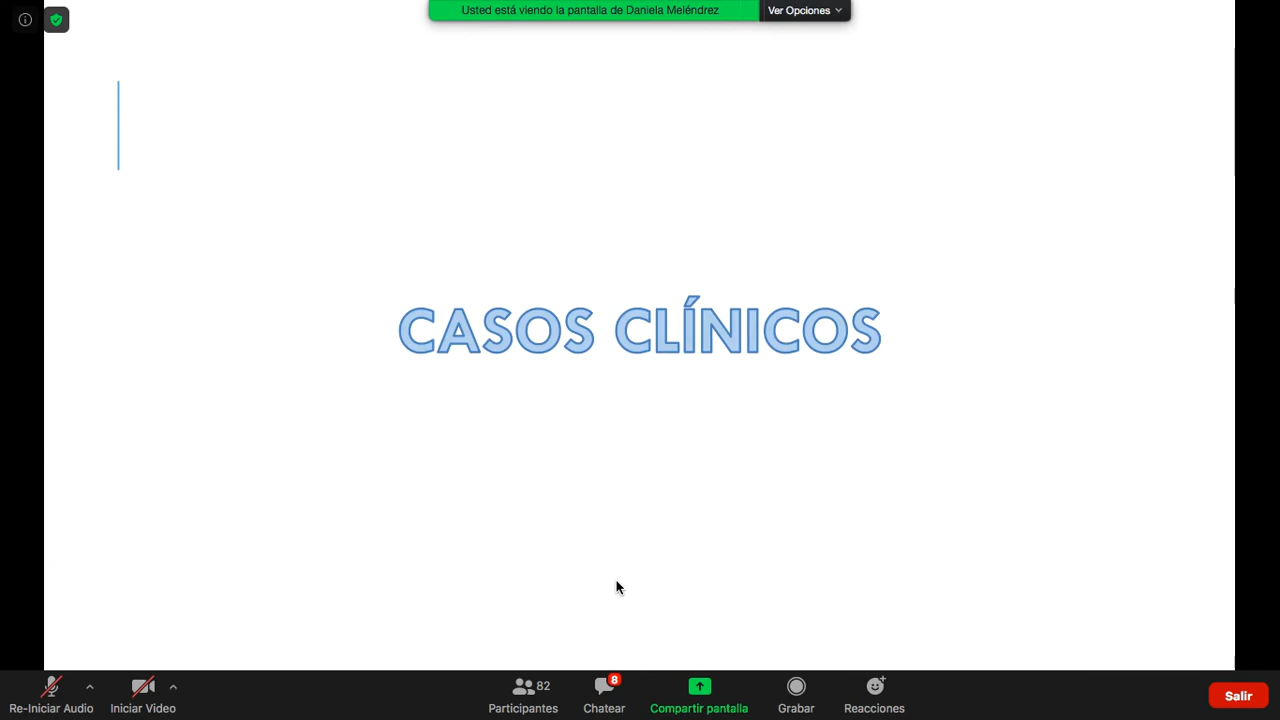 Usted está viendo la pantalla de Daniela Meléndrez
Ver Opciones
CASOS CLÍNICOS
82
8
Re-Iniciar Audio
Iniciar Video
Participantes
Chatear
Compartir pantalla
Grabar
Reacciones
Salir